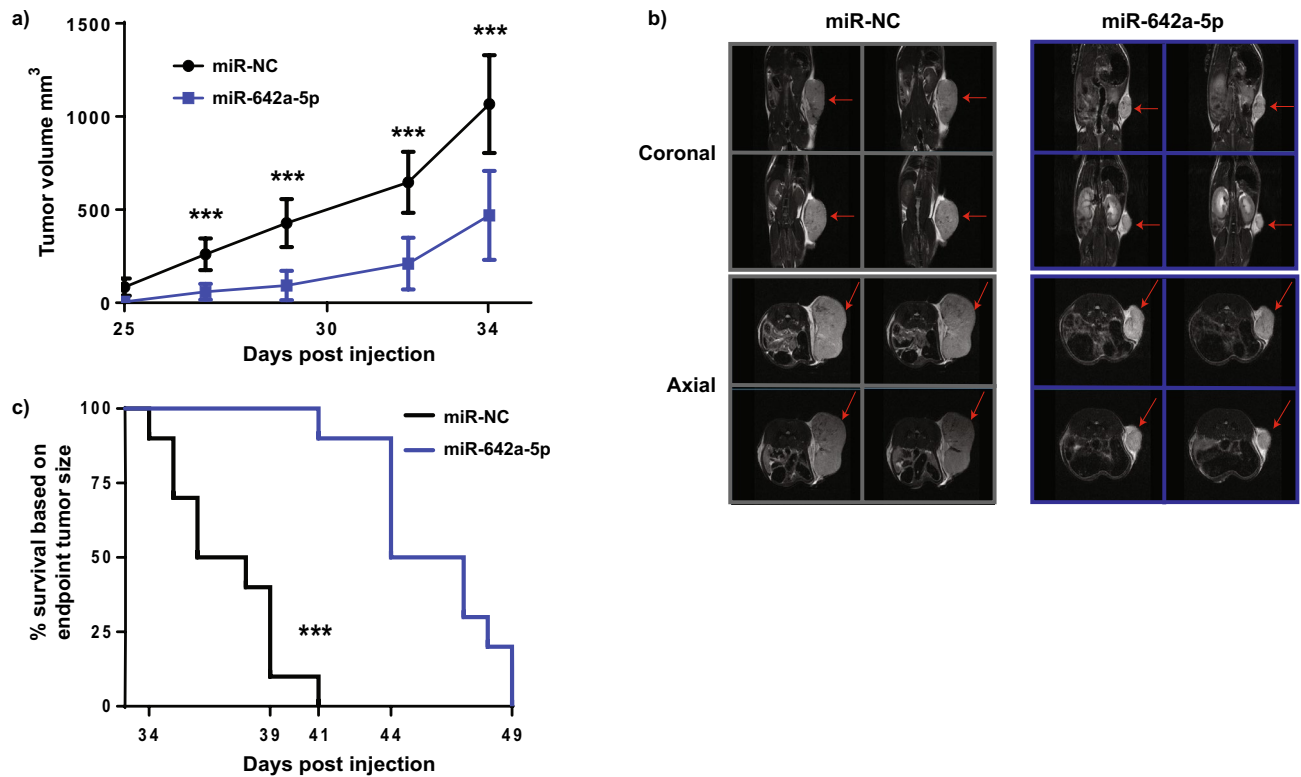 a)
1500
1000
500
0
Tumor volume mm³
miR-NC
miR-642a-5p
***
***
***
***
25
30
34
Days post injection
b)
miR-NC
miR-642a-5p
Coronal
Axial
c)
100
75
50
25
0
% survival based on
endpoint tumor size
miR-NC
miR-642a-5p
***
34
39
41
44
49
Days post injection